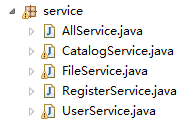 service
AllService.java
CatalogService.java
FileService.java
RegisterService.java
UserService.java